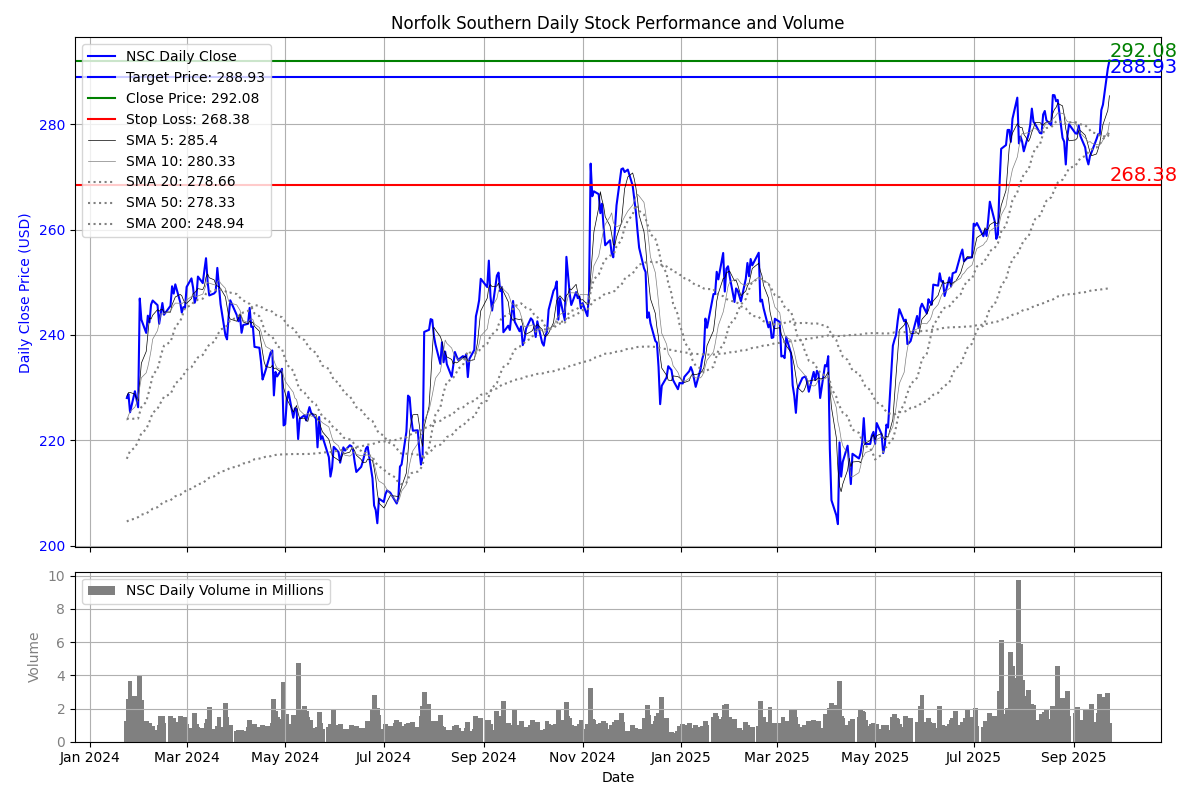 Norfolk Southern Daily Stock Performance and Volume
NSC Daily Close
Target Price: 288.93
Close Price: 292.08
Stop Loss: 268.38
SMA 5: 285.4
SMA 10: 280.33
SMA 20: 278.66
SMA 50: 278.33
SMA 200: 248.94
292.08
288.93
268.38
280
260
240
220
200
Daily Close Price (USD)
NSC Daily Volume in Millions
10
8
6
4
2
0
Volume
Jan 2024 Mar 2024 May 2024 Jul 2024 Sep 2024 Nov 2024 Jan 2025 Mar 2025 May 2025 Jul 2025 Sep 2025
Date